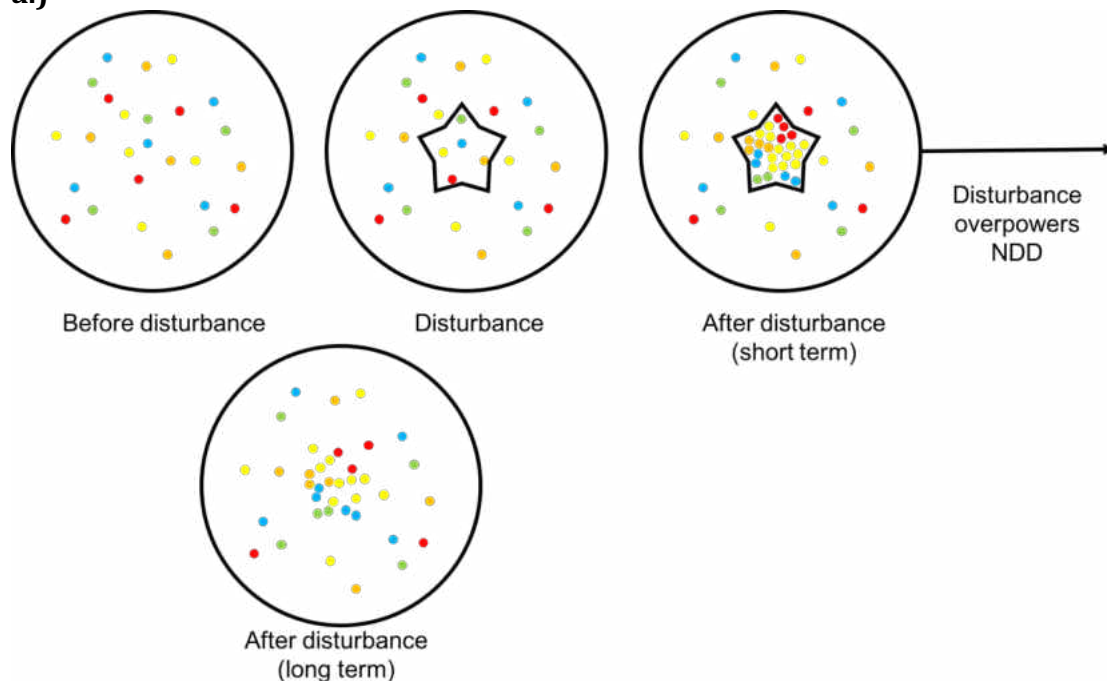 a.)
Before disturbance
Disturbance
After disturbance
(short term)
Disturbance
overpowers
NDD
After disturbance
(long term)